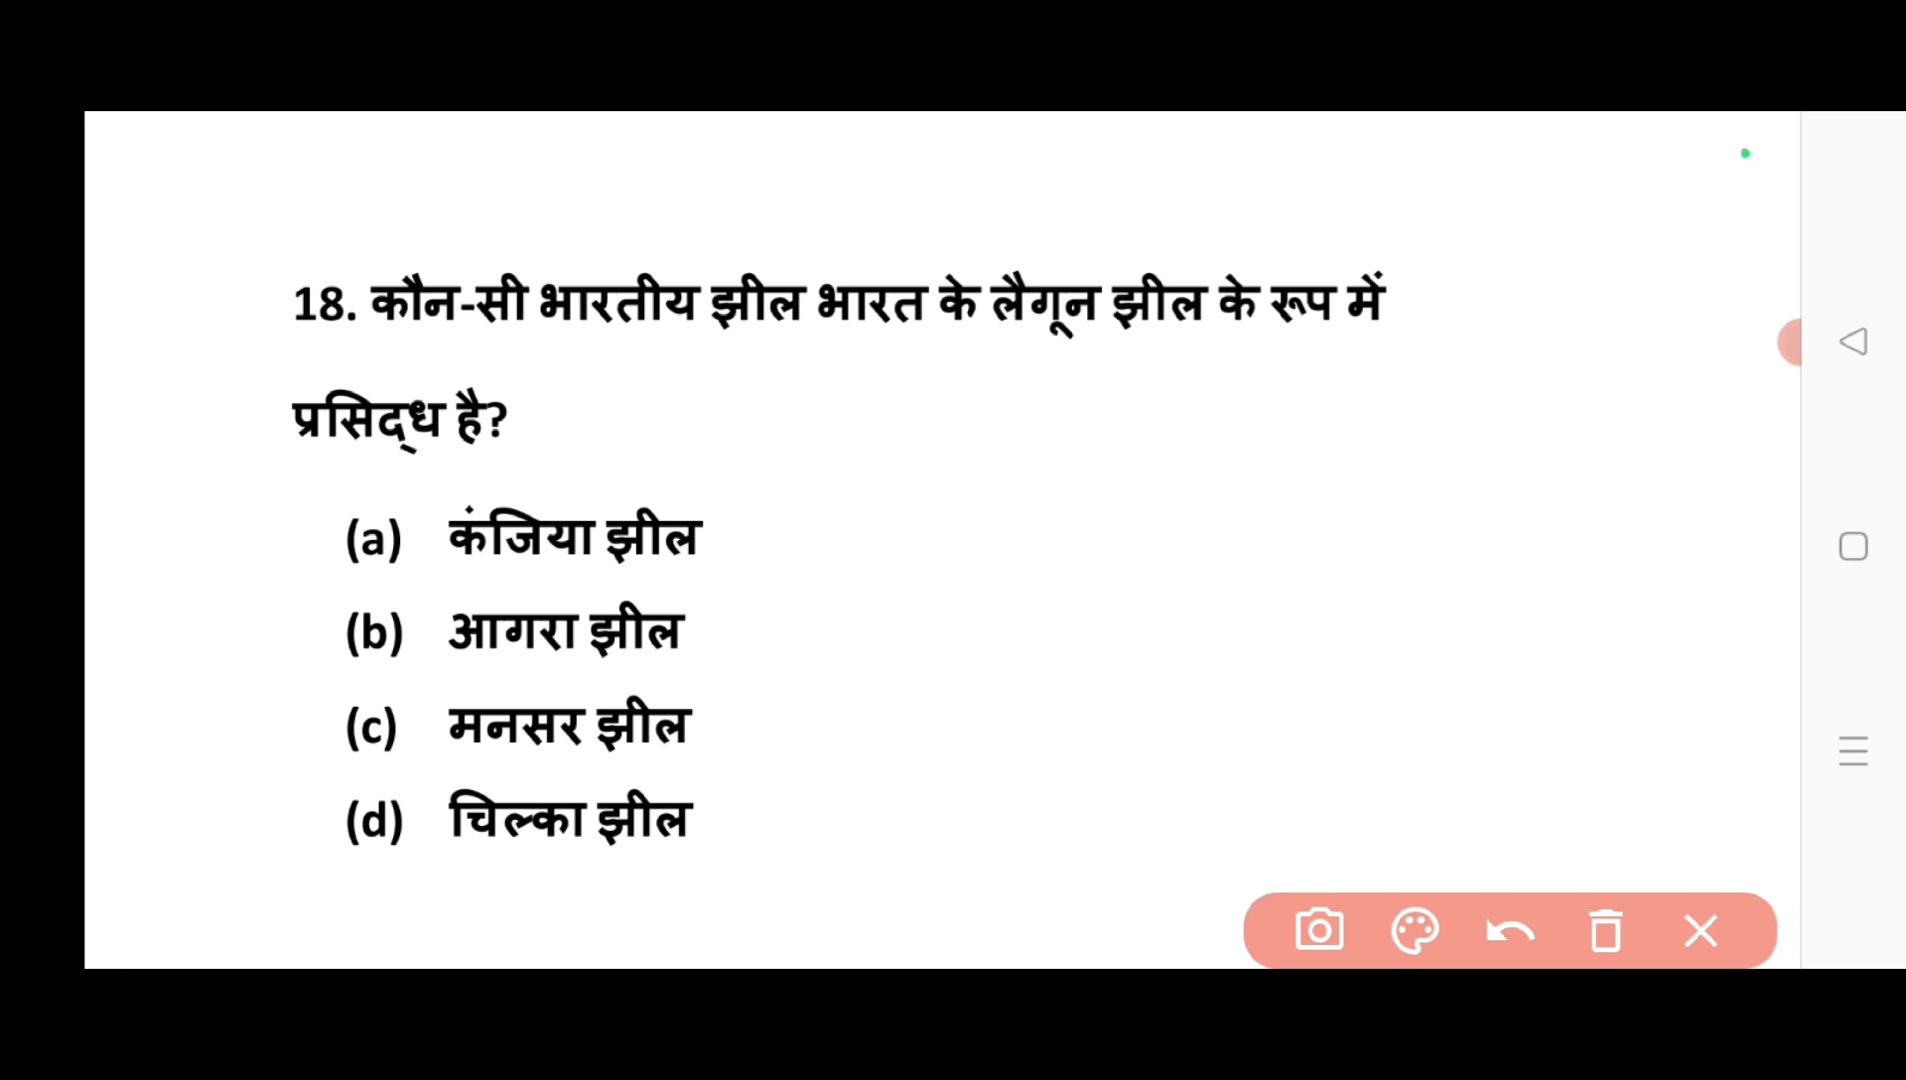 18. कौन-सी भारतीय झील भारत के लैगून झील के रूप में
प्रसिद्ध है?
(a) कंजिया झील
(b) आगरा झील
(c) मनसर झील
(d) चिल्का झील